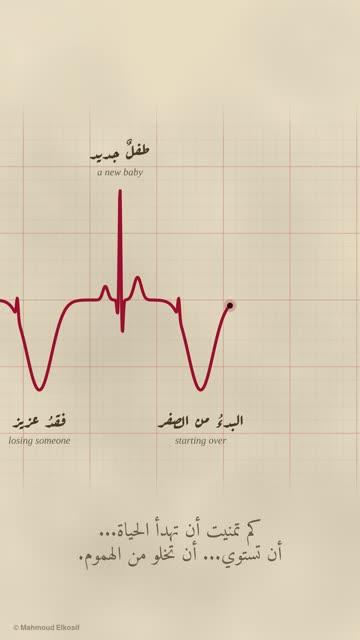 طفلٌ جديد
a new baby
فقدُ عزيز
losing someone
البدءُ من الصفر
starting over
كم تمنيت أن تهدأ الحياة...
أن تستوي... أن تخلو من الهموم.
© Mahmoud Elkosif